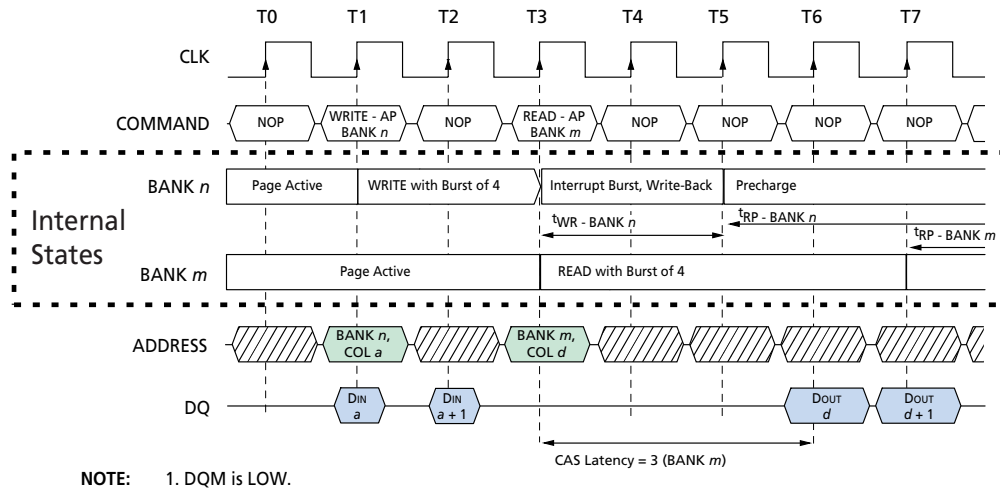 T0 T1 T2 T3 T4 T5 T6 T7
CLK
COMMAND NOP WRITE - AP BANK n NOP READ - AP BANK m NOP NOP NOP NOP
BANK n Page Active WRITE with Burst of 4 Interrupt Burst, Write-Back Precharge
Internal States
tWR - BANK n tRP - BANK n
tRP - BANK m
BANK m Page Active READ with Burst of 4
ADDRESS BANK n, COL a BANK m, COL d
DQ DIN a DIN a + 1 DOUT d DOUT d + 1
CAS Latency = 3 (BANK m)
NOTE: 1. DQM is LOW.